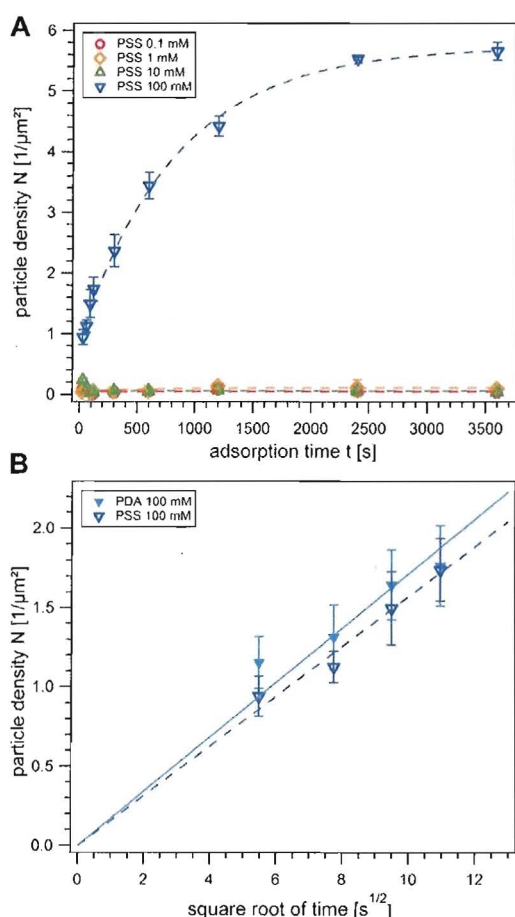 A
PSS 0.1 mM
PSS 1 mM
PSS 10 mM
PSS 100 mM
particle density N [1/µm²]
6
5
4
3
2
1
0
0 500 1000 1500 2000 2500 3000 3500
adsorption time t [s]
B
PDA 100 mM
PSS 100 mM
particle density N [1/µm²]
2.0
1.5
1.0
0.5
0.0
0 2 4 6 8 10 12
square root of time [s^1/2]